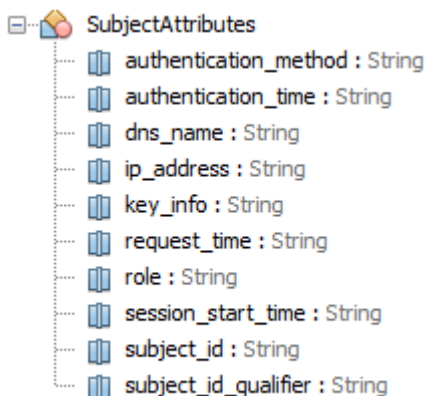 SubjectAttributes
authentication_method : String
authentication_time : String
dns_name : String
ip_address : String
key_info : String
request_time : String
role : String
session_start_time : String
subject_id : String
subject_id_qualifier : String